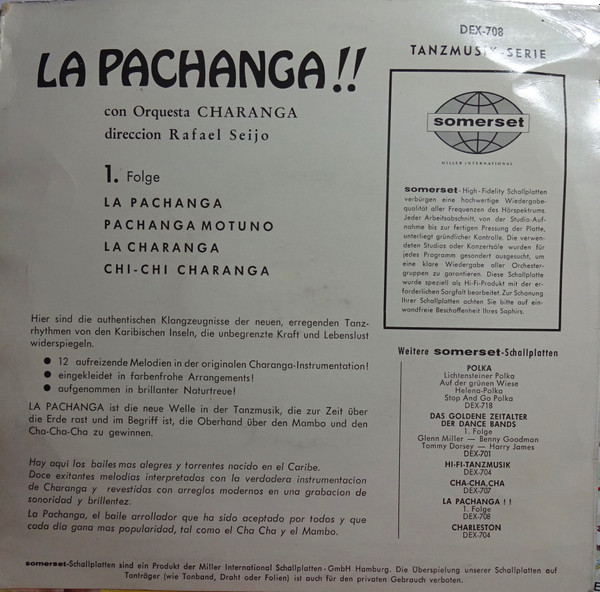 DEX-708
TANZMUSIK-SERIE
LA PACHANGA !!
con Orquesta CHARANGA
direccion Rafael Seijo
1. Folge
LA PACHANGA
PACHANGA MOTUNO
LA CHARANGA
CHI-CHI CHARANGA
Hier sind die authentischen Klangzeugnisse der neuen, erregenden Tanz-
rhythmen von den Karibischen Inseln, die unbegrenzte Kraft und Lebenslust
widerspiegeln.
● 12 aufreizende Melodien in der originalen Charanga-Instrumentation!
● eingekleidet in farbenfrohe Arrangements!
● aufgenommen in brillanter Naturtreue!
LA PACHANGA ist die neue Welle in der Tanzmusik, die zur Zeit über
die Erde rast und im Begriff ist, die Oberhand über den Mambo und den
Cha-Cha-Cha zu gewinnen.
Hay aqui los bailes mas alegres y torrentes nacido en el Caribe.
Doce exitantes melodias interpretadas con la verdadera instrumentacion
de Charanga y revestidas con arreglos modernos en una grabacion de
sonoridad y brillentez.
La Pachanga, el baile arrollador que ha sido aceptado por todos y que
cada dia gana mas popularidad, tal como el Cha Cha y el Mambo.
somerset
MILLER INTERNATIONAL
somerset-High-Fidelity Schallplatten
verbürgen eine hochwertige Wiedergabe-
qualität aller Frequenzen des Hörspektrums.
Jeder Arbeitsabschnitt, von der Studio-Auf-
nahme bis zur fertigen Pressung der Platte,
unterliegt gründlicher Kontrolle. Die verwen-
deten Studios oder Konzertsäle wurden für
jedes Programm gesondert ausgesucht, um
eine klare Wiedergabe aller Orchester-
gruppen zu garantieren. Diese Schallplatte
wurde speziell als Hi-Fi-Produkt mit der er-
forderlichen Sorgfalt bearbeitet. Zur Schonung
Ihrer Schallplatten achten Sie bitte auf ein-
wandfreie Beschaffenheit Ihres Saphirs.
Weitere somerset-Schallplatten
POLKA
Lichtensteiner Polka
Auf der grünen Wiese
Helena-Polka
Stop And Go Polka
DEX-718
DAS GOLDENE ZEITALTER
DER DANCE BANDS
1. Folge
Glenn Miller — Benny Goodman
Tommy Dorsey — Harry James
DEX-701
HI-FI-TANZMUSIK
DEX-704
CHA-CHA,CHA
DEX-707
LA PACHANGA ! !
1. Folge
DEX-708
CHARLESTON
DEX-704
somerset-Schallplatten sind ein Produkt der Miller International Schallplatten-GmbH Hamburg. Die Überspielung unserer Schallplatten auf
Tonträger (wie Tonband, Draht oder Folien) ist auch für den privaten Gebrauch verboten.